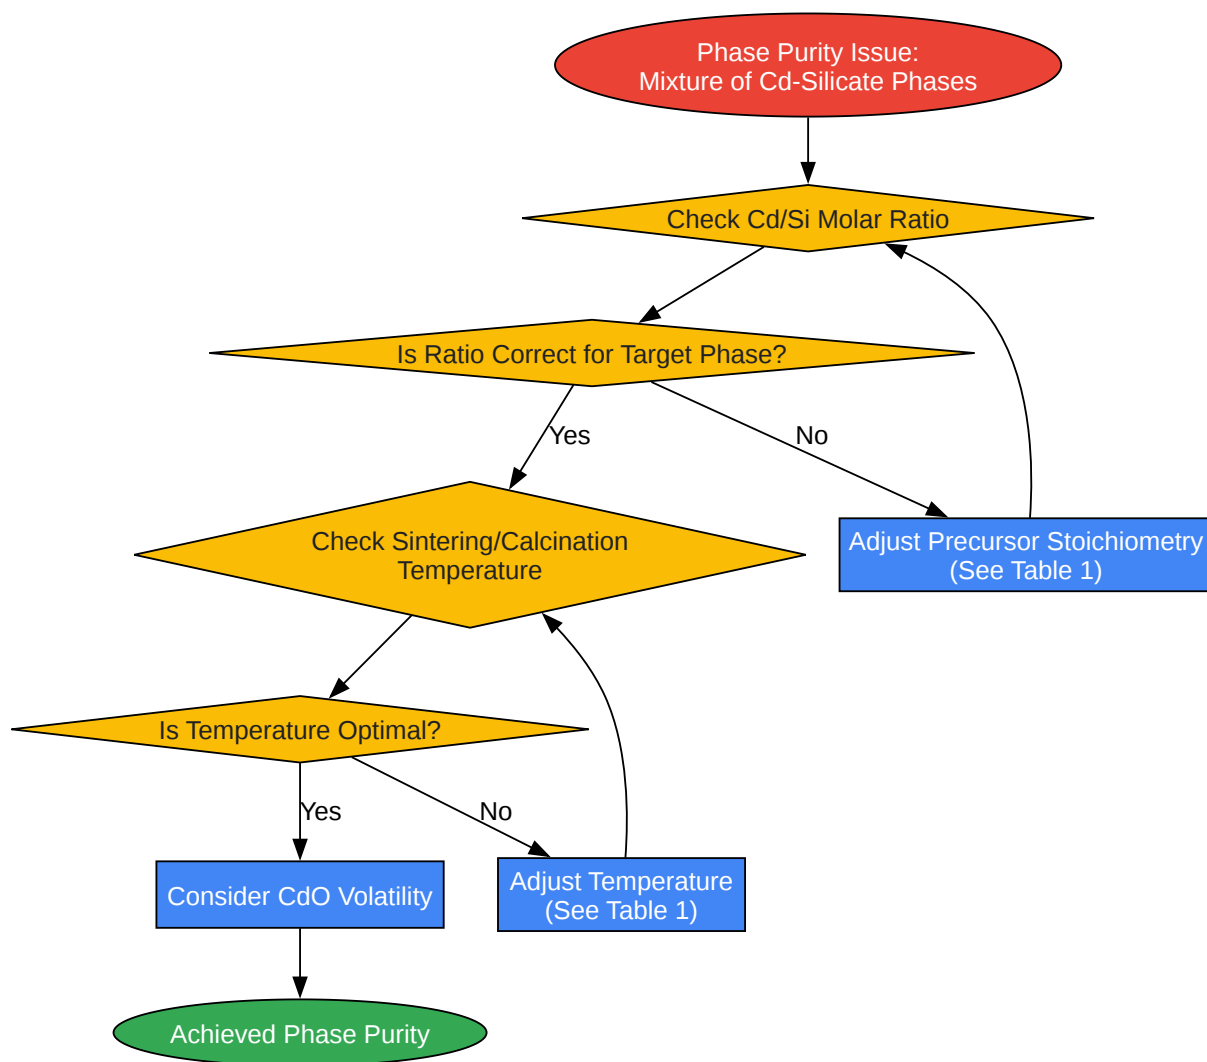 Phase Purity Issue:
Mixture of Cd-Silicate Phases
Check Cd/Si Molar Ratio
Is Ratio Correct for Target Phase?
Yes
No
Check Sintering/Calcination
Temperature
Adjust Precursor Stoichiometry
(See Table 1)
Is Temperature Optimal?
Yes
No
Consider CdO Volatility
Adjust Temperature
(See Table 1)
Achieved Phase Purity